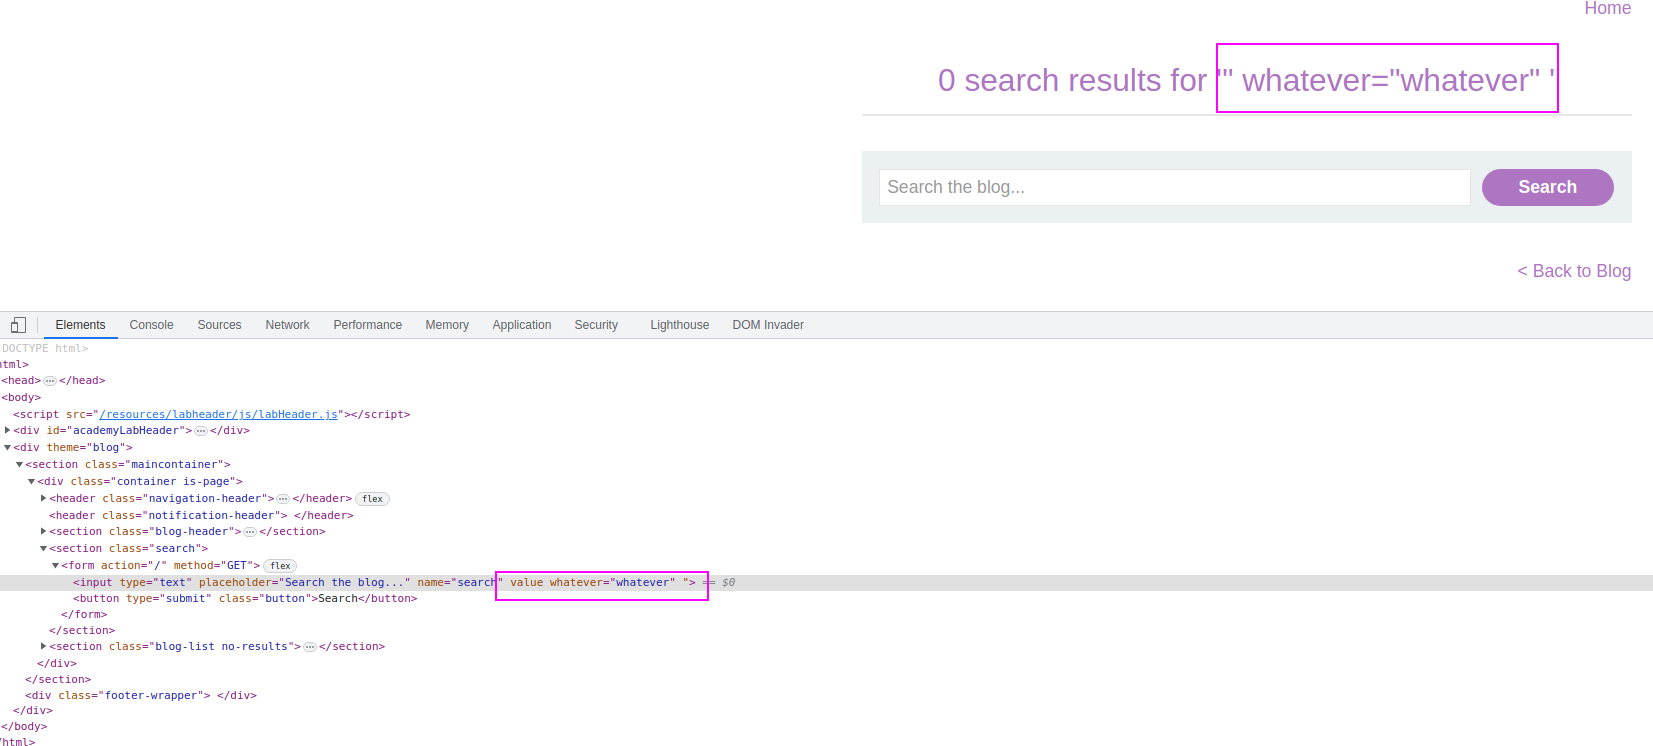 Home
0 search results for '" whatever="whatever" '
Search the blog...
Search
< Back to Blog
Elements Console Sources Network Performance Memory Application Security Lighthouse DOM Invader
DOCTYPE html>
html>
<head>…</head>
<body>
<script src="/resources/labheader/js/labHeader.js"></script>
<div id="academyLabHeader">…</div>
<div theme="blog">
<section class="maincontainer">
<div class="container is-page">
<header class="navigation-header">…</header> flex
<header class="notification-header"> </header>
<section class="blog-header">…</section>
<section class="search">
<form action="/" method="GET"> flex
<input type="text" placeholder="Search the blog..." name="search" value whatever="whatever" "> == $0
<button type="submit" class="button">Search</button>
</form>
</section>
<section class="blog-list no-results">…</section>
</div>
</section>
<div class="footer-wrapper"> </div>
</div>
</body>
/html>